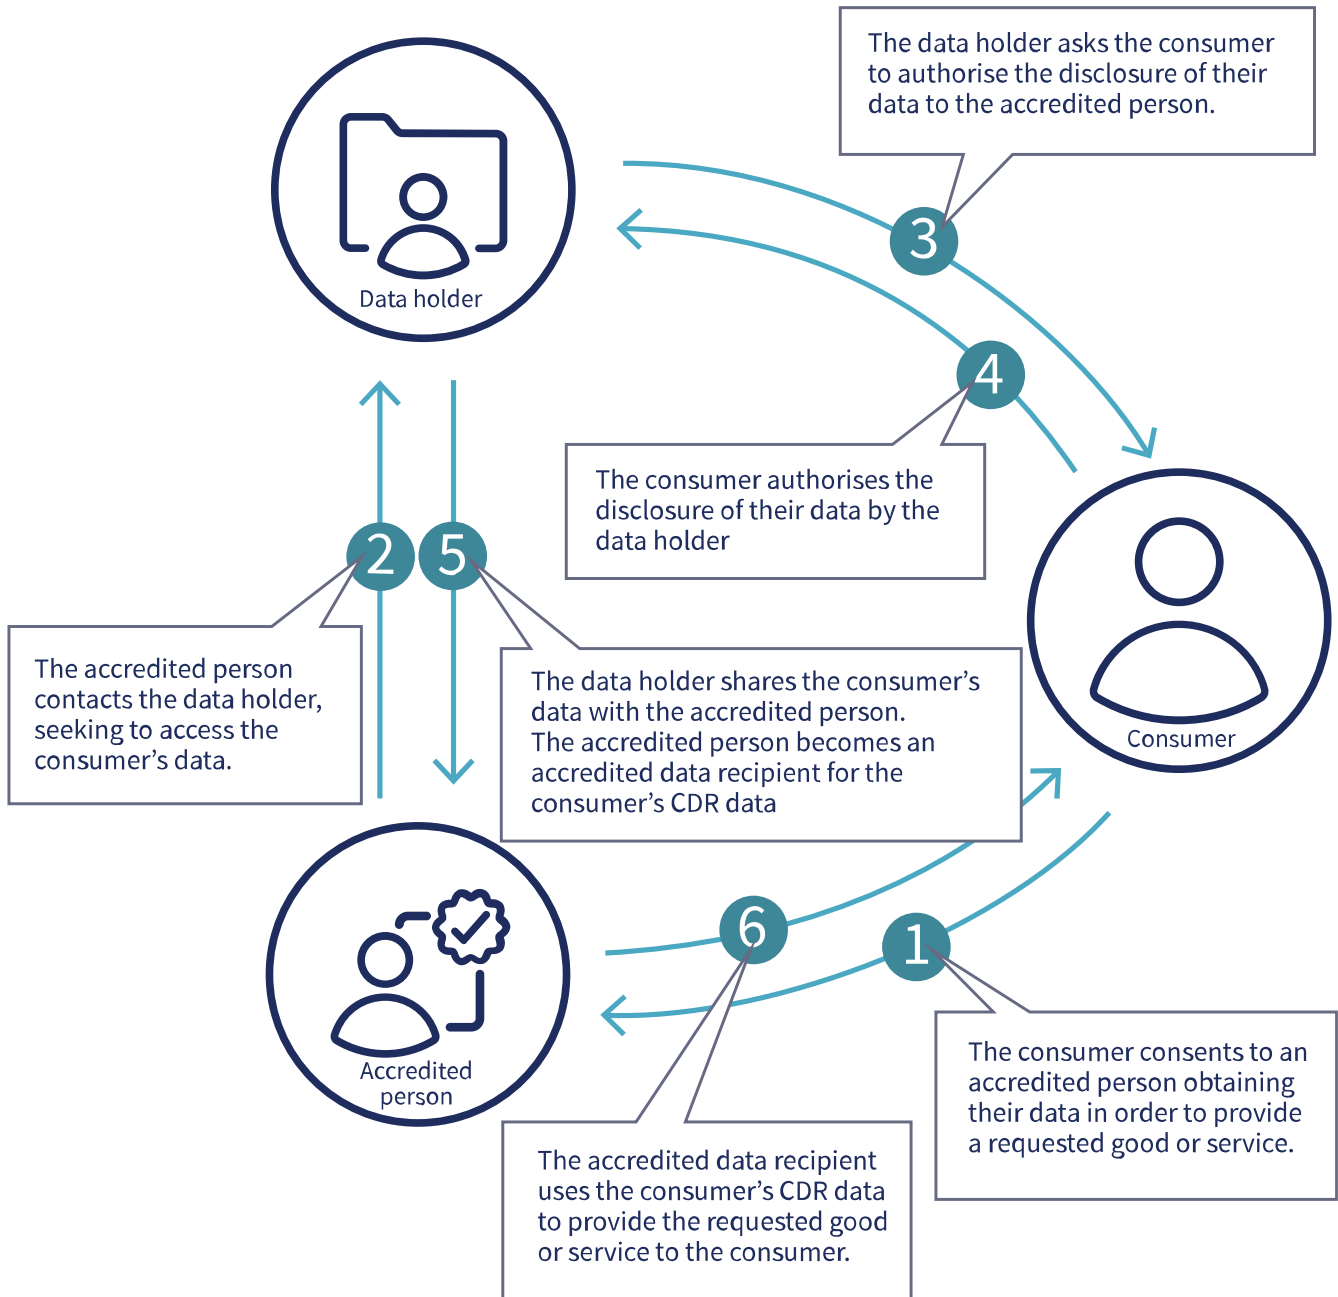 The data holder asks the consumer
to authorise the disclosure of their
data to the accredited person.
Data holder
3
4
The consumer authorises the
disclosure of their data by the
data holder
2
5
The accredited person
contacts the data holder,
seeking to access the
consumer’s data.
The data holder shares the consumer’s
data with the accredited person.
The accredited person becomes an
accredited data recipient for the
consumer’s CDR data
Consumer
6
1
Accredited
person
The consumer consents to an
accredited person obtaining
their data in order to provide
a requested good or service.
The accredited data recipient
uses the consumer’s CDR data
to provide the requested good
or service to the consumer.